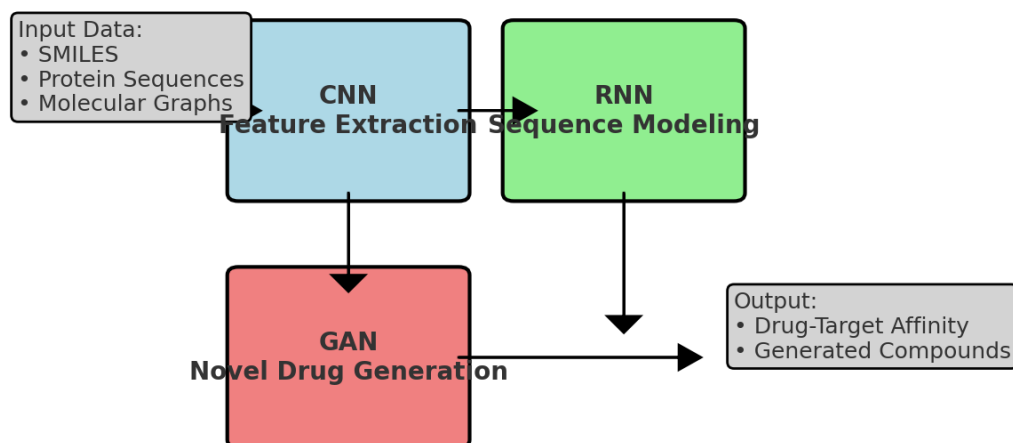 Input Data:
• SMILES
• Protein Sequences
• Molecular Graphs
CNN
Feature Extraction
RNN
Sequence Modeling
GAN
Novel Drug Generation
Output:
• Drug-Target Affinity
• Generated Compounds